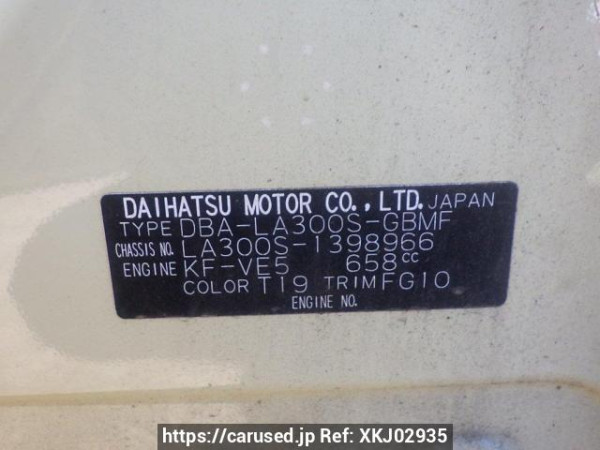 DAIHATSU MOTOR CO., LTD. JAPAN
TYPE DBA-LA300S-GBMF
CHASSIS NO. LA300S-1398966
ENGINE KF-VE5 658cc
COLOR T19 TRIM FG10
ENGINE NO.
https://carused.jp Ref: XKJ02935